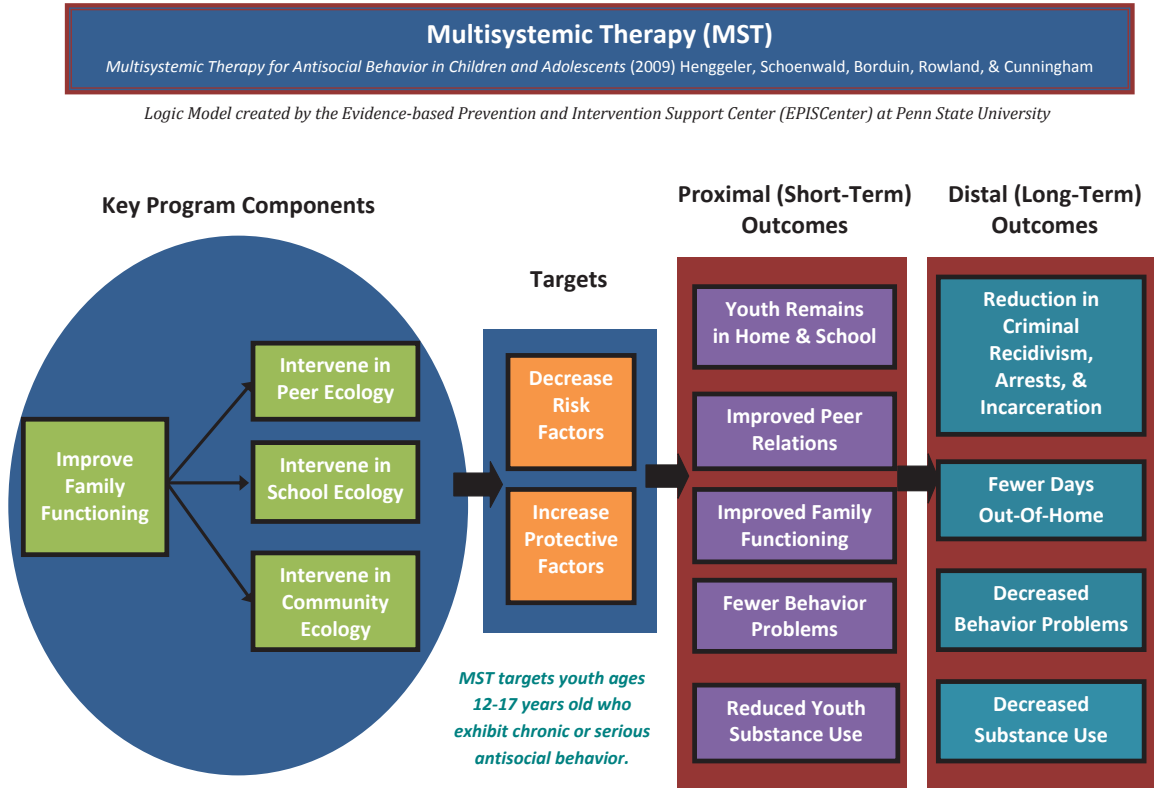 Multisystemic Therapy (MST)
Multisystemic Therapy for Antisocial Behavior in Children and Adolescents (2009) Henggeler, Schoenwald, Borduin, Rowland, & Cunningham
Logic Model created by the Evidence-based Prevention and Intervention Support Center (EPISCenter) at Penn State University
Key Program Components
Improve
Family
Functioning
Intervene in
Peer Ecology
Intervene in
School Ecology
Intervene in
Community
Ecology
Targets
Decrease
Risk
Factors
Increase
Protective
Factors
MST targets youth ages
12-17 years old who
exhibit chronic or serious
antisocial behavior.
Proximal (Short-Term)
Outcomes
Youth Remains
in Home & School
Improved Peer
Relations
Improved Family
Functioning
Fewer Behavior
Problems
Reduced Youth
Substance Use
Distal (Long-Term)
Outcomes
Reduction in
Criminal
Recidivism,
Arrests, &
Incarceration
Fewer Days
Out-Of-Home
Decreased
Behavior Problems
Decreased
Substance Use